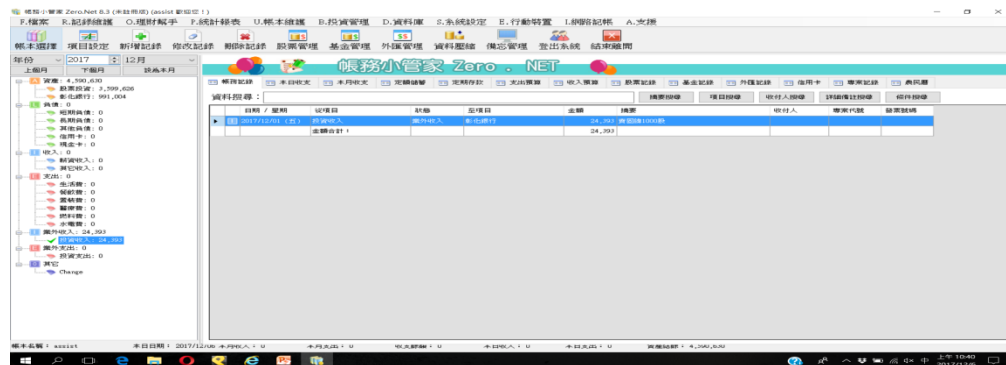 帳務小管家 Zero.Net 6.3 (未註冊版) (assist 歡迎您!)
F.檔案 R.記錄維護 O.理財幫手 P.統計報表 U.帳本維護 B.投資管理 D.資料庫 S.系統設定 E.行動裝置 I.網路記帳 A.支援
帳本選擇 項目設定 新增記錄 修改記錄 刪除記錄 股票管理 基金管理 外匯管理 資料壓縮 備忘管理 登出系統 結束離開
年份 2017 12月
上個月 下個月 設為本月
帳務小管家 Zero . NET
資產: 4,590,630
股票投資: 3,599,626
彰化銀行: 991,004
負債: 0
短期負債: 0
長期負債: 0
其他負債: 0
信用卡: 0
現金卡: 0
收入: 0
薪資收入: 0
其它收入: 0
支出: 0
生活費: 0
餐飲費: 0
置裝費: 0
醫療費: 0
燃料費: 0
水電費: 0
業外收入: 24,393
投資收入: 24,393
業外支出: 0
投資支出: 0
其它
Change
帳務記錄 本日收支 本月收支 定額儲蓄 定期存款 支出預算 收入預算 股票記錄 基金記錄 外匯記錄 信用卡 專案記錄 農民曆
資料搜尋: 摘要搜尋 項目搜尋 收付人搜尋 詳細備註搜尋 條件搜尋
日期 / 星期 從項目 狀態 至項目 金額 摘要 收付人 專案代號 發票號碼
2017/12/01 (五) 投資收入 業外收入 彰化銀行 24,393
金額合計! 24,393
帳本名稱: assist 本日日期: 2017/12/06 本月收入: 0 本月支出: 0 收支餘額: 0 本日收入: 0 本日支出: 0 資產總額: 4,590,630
中 上午 10:40
2017/12/6